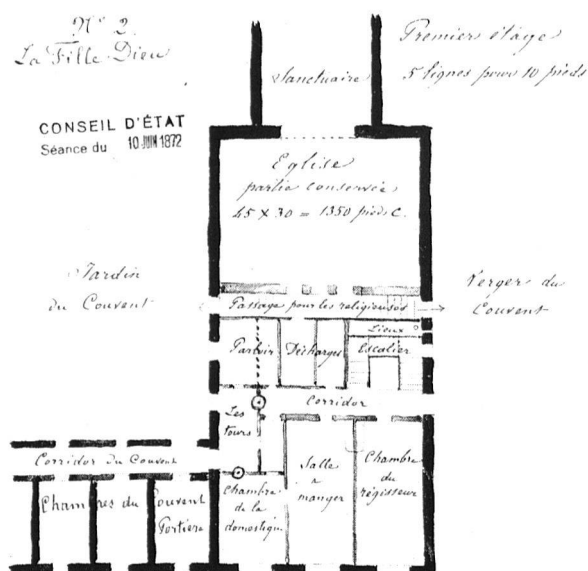 N° 2.
La Fille-Dieu
Premier étage
5 lignes pour 10 pieds
CONSEIL D'ÉTAT
Séance du 10 JUIN 1872
Sanctuaire
Eglise
partie conservée
45 × 30 = 1350 pieds c.
Jardin
du Couvent
Passage pour les religieuses
Verger du
Couvent
Parloir
Décharges
Lieux
Escalier
Corridor
Les
tours
Corridor du Couvent
Chambres du Couvent
Portière
Chambre
de la
domestique
Salle
à
manger
Chambre
du
régisseur